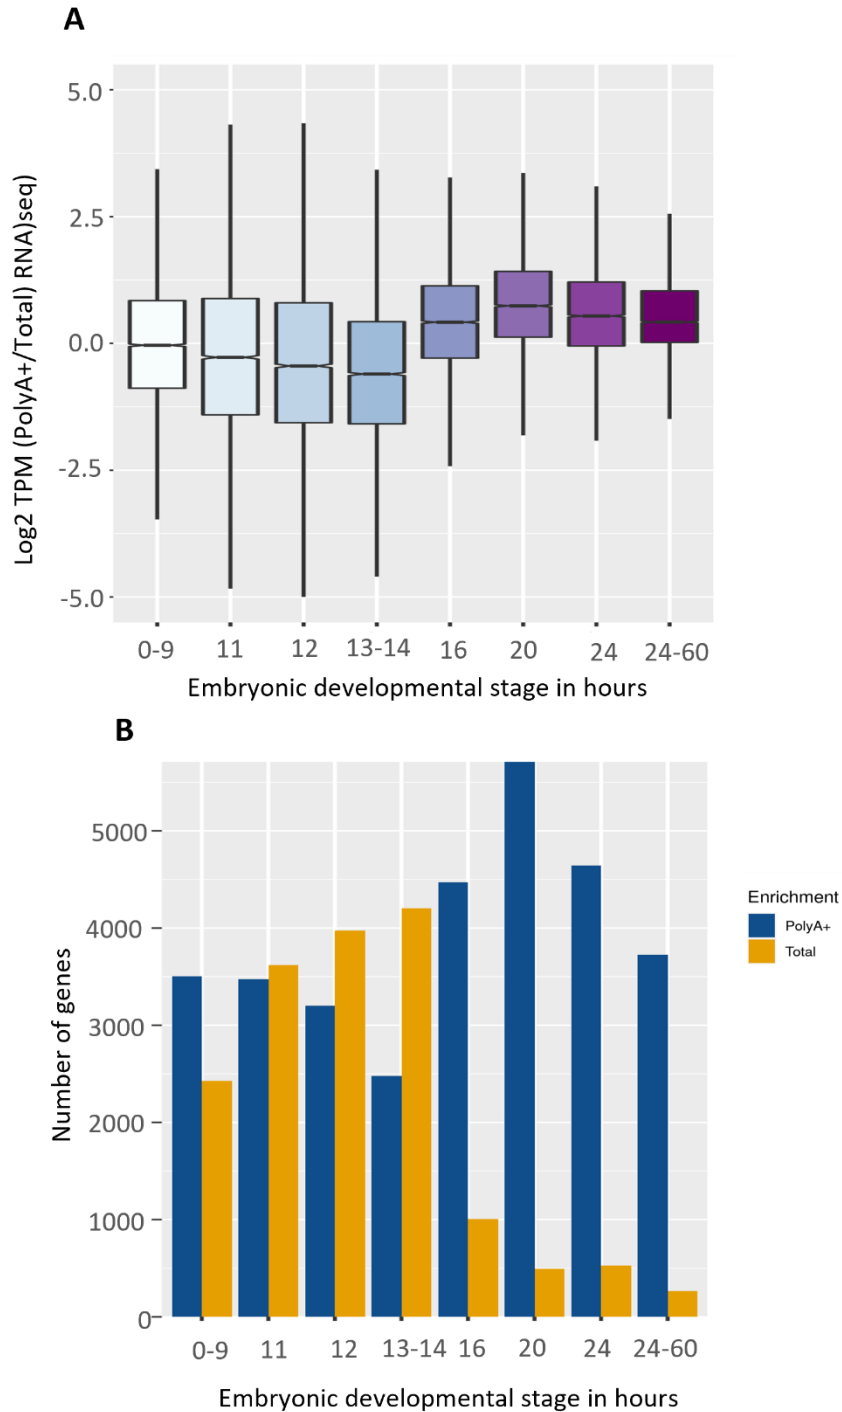 A
Log2 TPM (PolyA+/Total) RNA)seq)
5.0
2.5
0.0
-2.5
-5.0
0-9 11 12 13-14 16 20 24 24-60
Embryonic developmental stage in hours
B
Number of genes
5000
4000
3000
2000
1000
0
Enrichment
PolyA+
Total
0-9 11 12 13-14 16 20 24 24-60
Embryonic developmental stage in hours